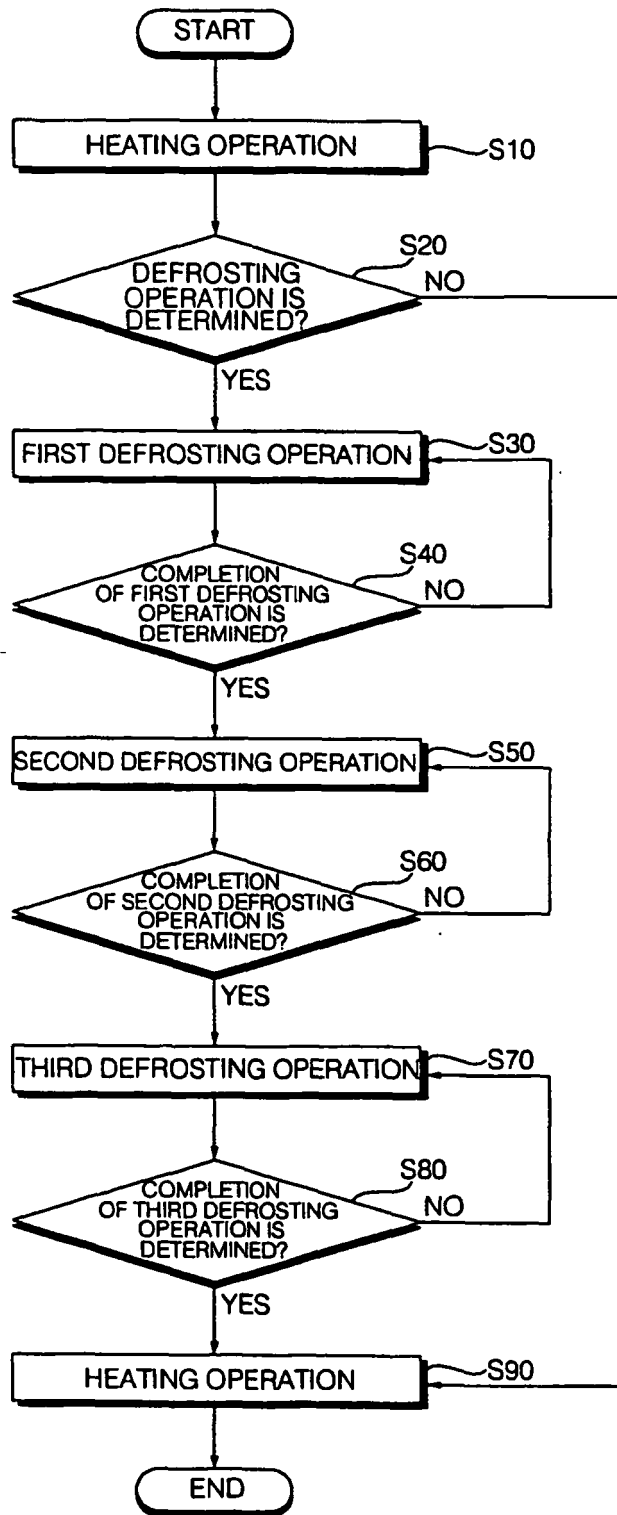 START
HEATING OPERATION
S10
S20
DEFROSTING
OPERATION IS
DETERMINED?
NO
YES
FIRST DEFROSTING OPERATION
S30
S40
COMPLETION
OF FIRST DEFROSTING
OPERATION IS
DETERMINED?
NO
YES
SECOND DEFROSTING OPERATION
S50
S60
COMPLETION
OF SECOND DEFROSTING
OPERATION IS
DETERMINED?
NO
YES
THIRD DEFROSTING OPERATION
S70
S80
COMPLETION
OF THIRD DEFROSTING
OPERATION IS
DETERMINED?
NO
YES
HEATING OPERATION
S90
END